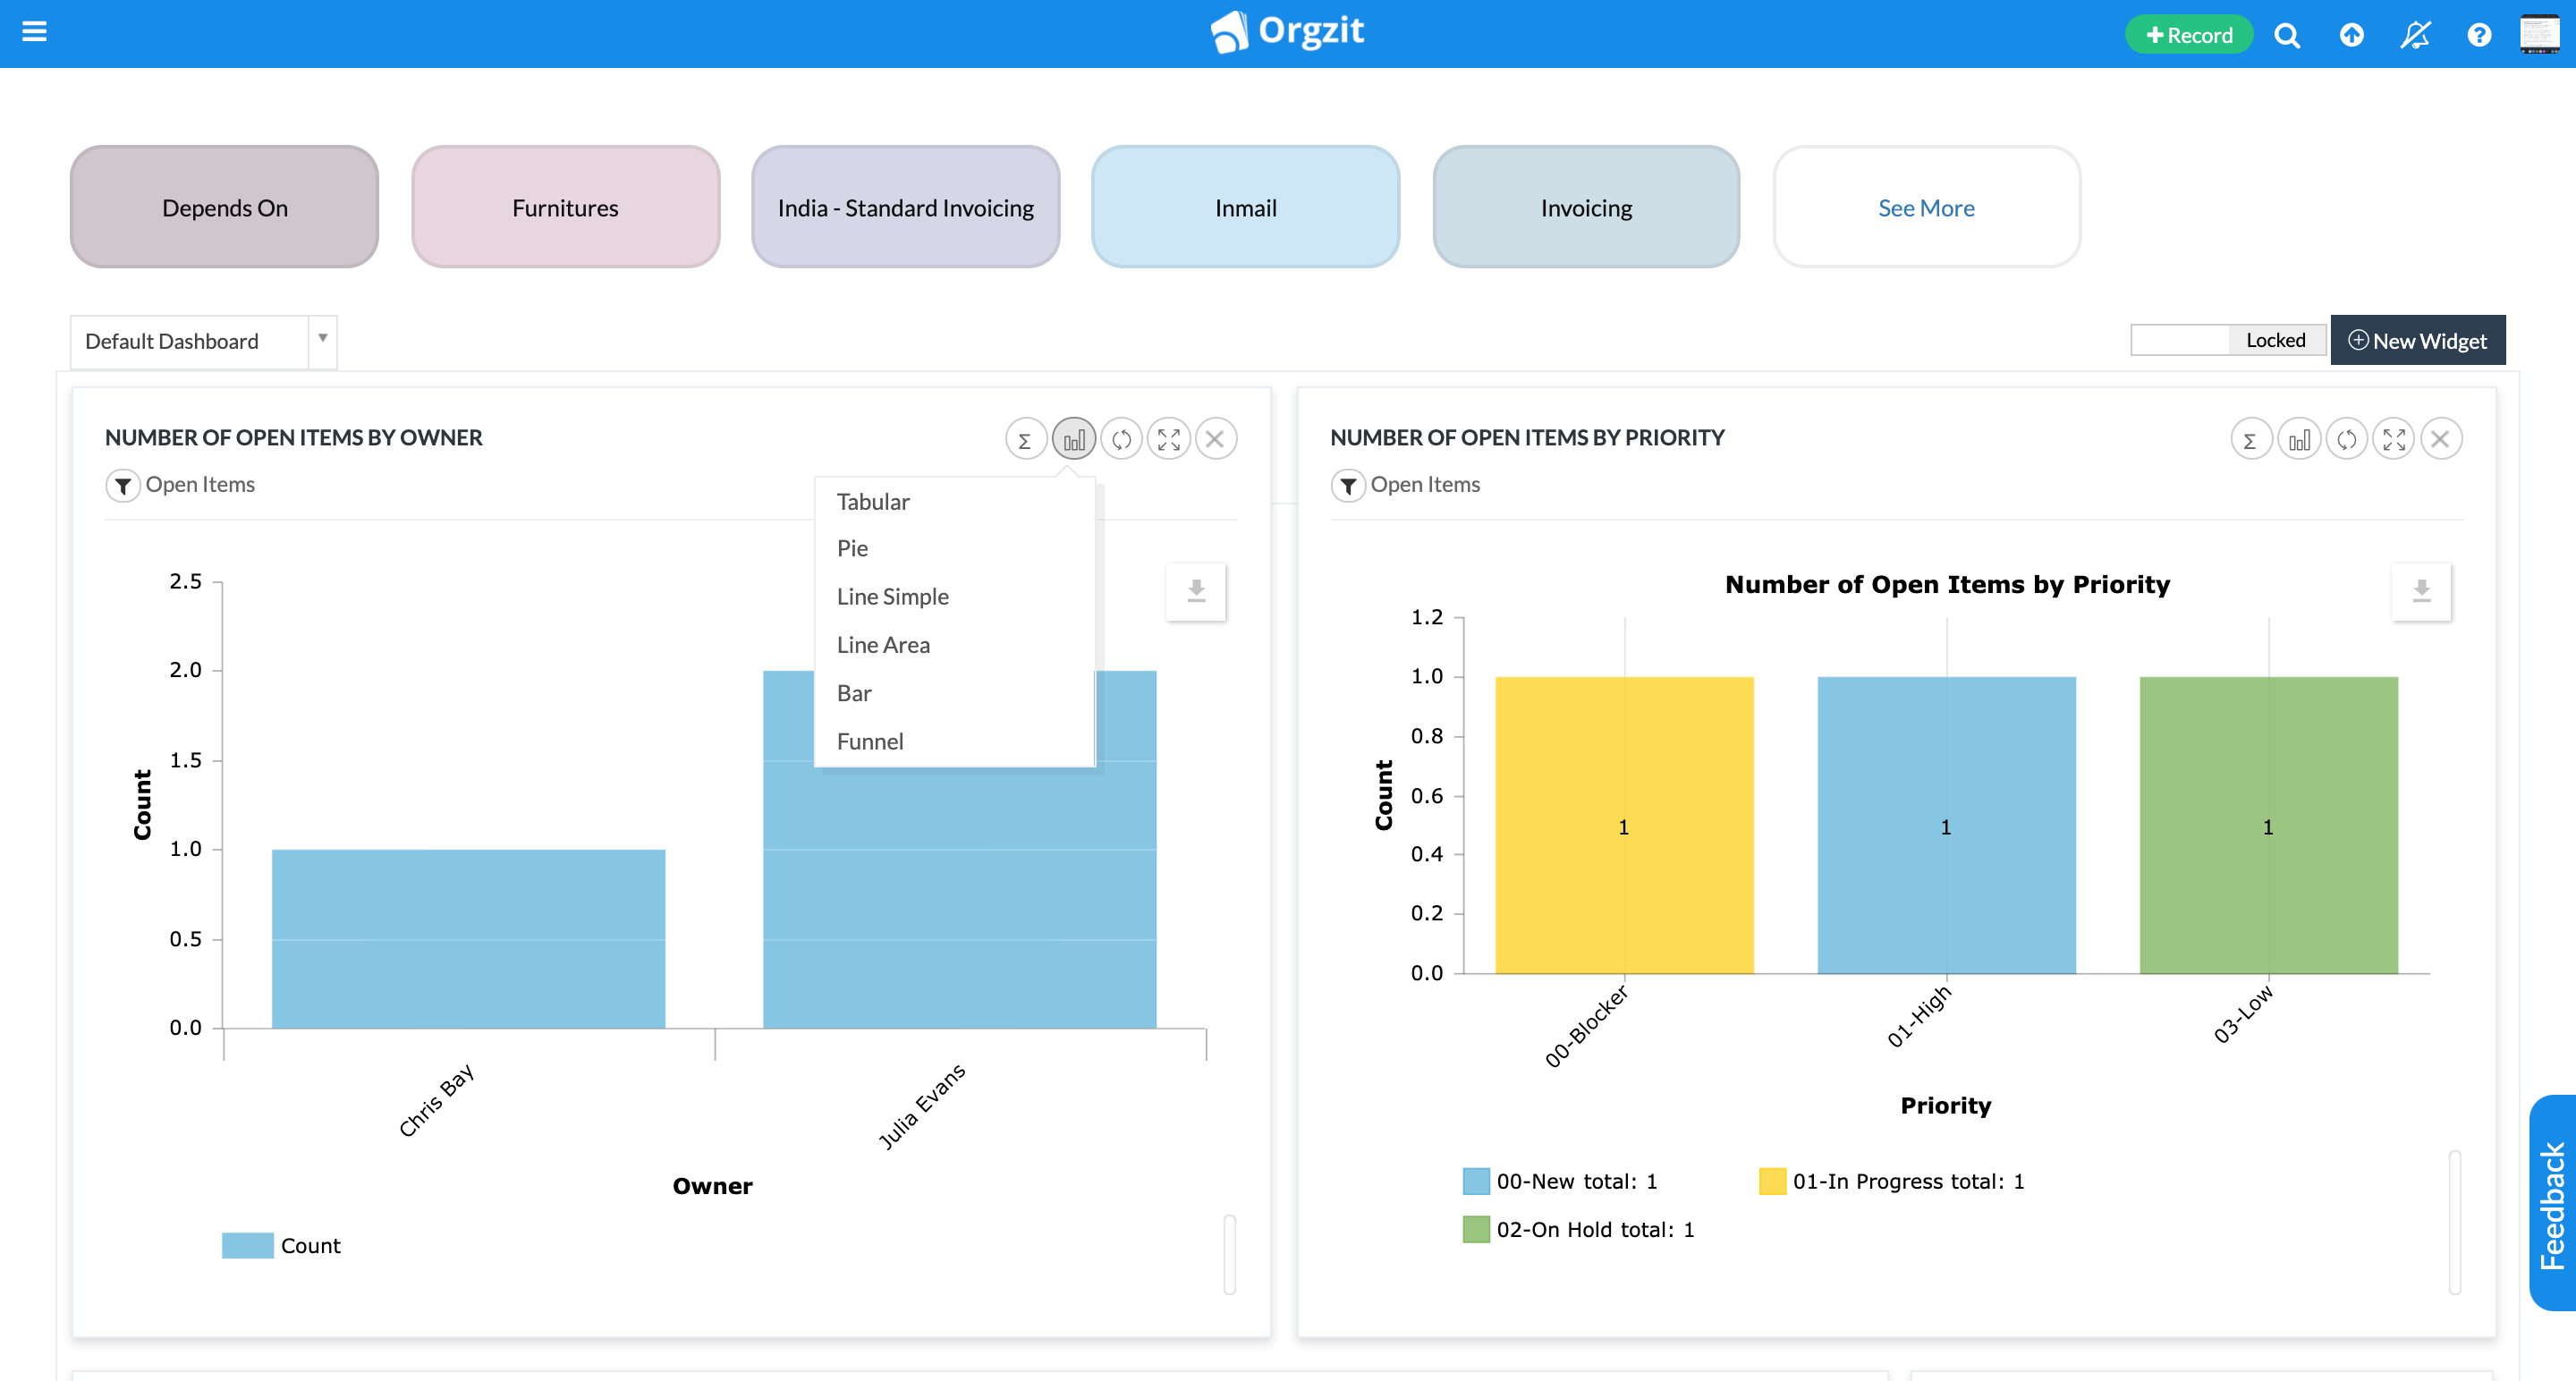 Orgzit
Record
Depends On
Furnitures
India - Standard Invoicing
Inmail
Invoicing
See More
Default Dashboard
Locked
New Widget
NUMBER OF OPEN ITEMS BY OWNER
Σ
Open Items
Tabular
Pie
Line Simple
Line Area
Bar
Funnel
2.5
2.0
1.5
1.0
0.5
0.0
Count
Chris Bay
Julia Evans
Owner
Count
NUMBER OF OPEN ITEMS BY PRIORITY
Σ
Open Items
Number of Open Items by Priority
1.2
1.0
0.8
0.6
0.4
0.2
0.0
Count
1
1
1
00-Blocker
01-High
03-Low
Priority
00-New total: 1
01-In Progress total: 1
02-On Hold total: 1
Feedback